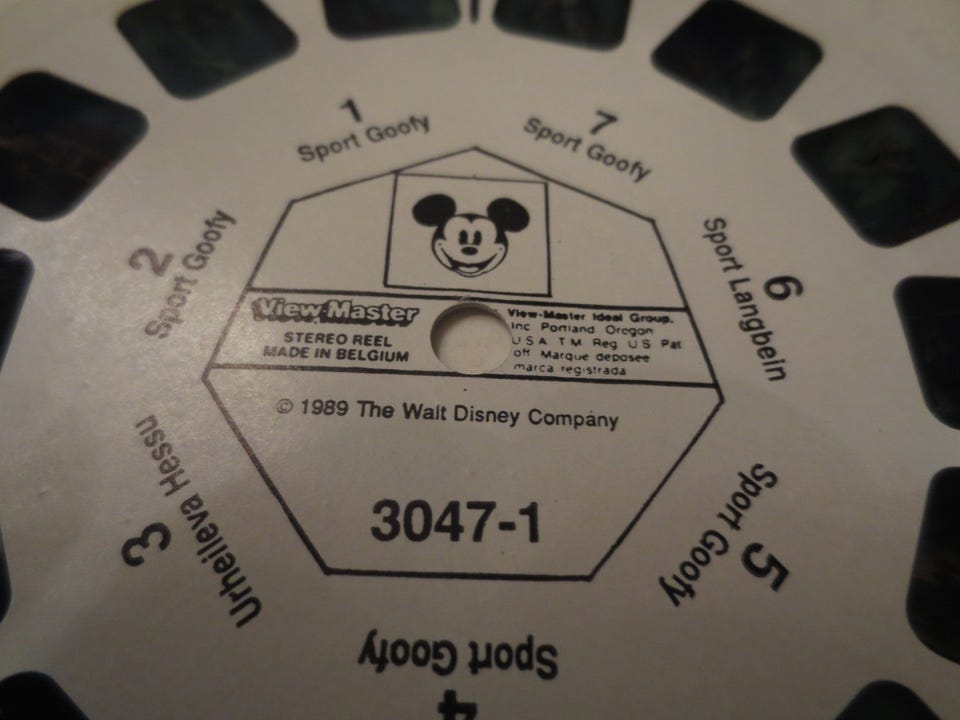 1
Sport Goofy
7
Sport Goofy
2
Sport Goofy
6
Sport Langbein
View-Master
STEREO REEL
MADE IN BELGIUM
View-Master Ideal Group,
Inc Portland Oregon
USA TM Reg US Pat
off Marque deposee
marca registrada
© 1989 The Walt Disney Company
3047-1
3
Urheileva Hessu
5
Sport Goofy
4
Sport Goofy